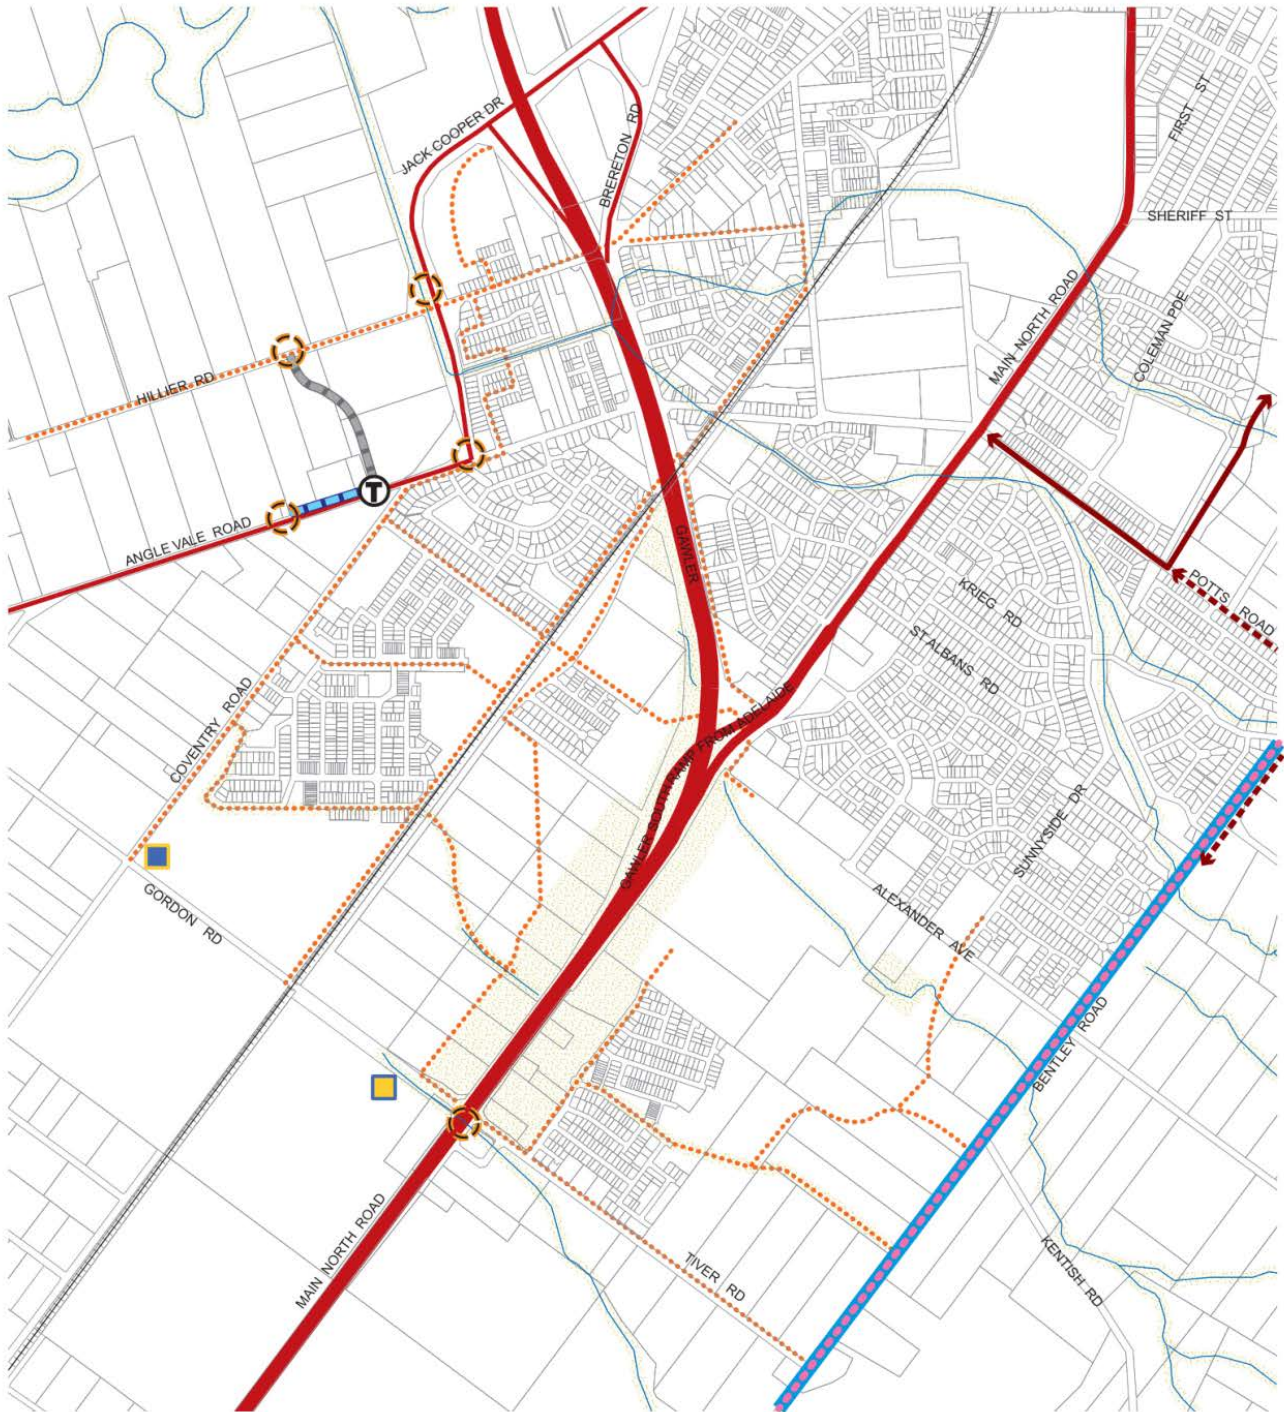 FIRST ST
JACK COOPER DR
BRERETON RD
SHERIFF ST
MAIN NORTH ROAD
COLEMAN PDE
HILLIER RD
T
ANGLE VALE ROAD
GAWLER
POTTS ROAD
KRIEG RD
ST ALBANS RD
COVENTRY ROAD
GAWLER SOUTH RAMP FROM ADELAIDE
SUNNYSIDE DR
GORDON RD
ALEXANDER AVE
BENTLEY ROAD
MAIN NORTH ROAD
TIVER RD
KENTISH RD